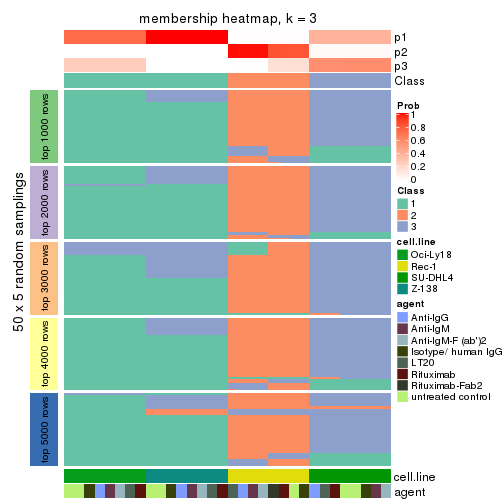 membership heatmap, k = 3
p1
p2
p3
Class
50 x 5 random samplings
top 1000 rows
top 2000 rows
top 3000 rows
top 4000 rows
top 5000 rows
cell.line
agent
Prob
1
0.8
0.6
0.4
0.2
0
Class
1
2
3
cell.line
Oci-Ly18
Rec-1
SU-DHL4
Z-138
agent
Anti-IgG
Anti-IgM
Anti-IgM-F (ab')2
Isotype/ human IgG
LT20
Rituximab
Rituximab-Fab2
untreated control